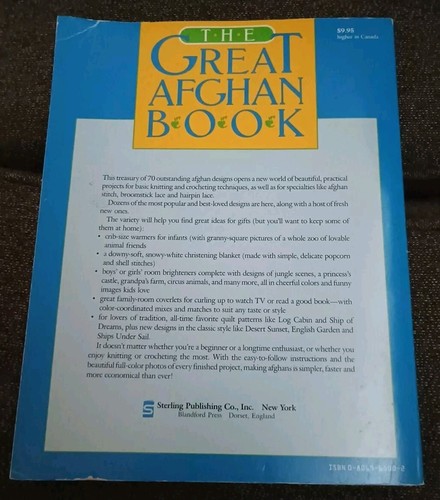 THE
GREAT
AFGHAN
BOOK
$9.95
higher in Canada
This treasury of 70 outstanding afghan designs opens a new world of beautiful, practical
projects for basic knitting and crocheting techniques, as well as for specialties like afghan
stitch, broomstick lace and hairpin lace.
Dozens of the most popular and best-loved designs are here, along with a host of fresh
new ones.
The variety will help you find great ideas for gifts (but you'll want to keep some of
them at home):
• crib-size warmers for infants (with granny-square pictures of a whole zoo of lovable
animal friends
• a downy-soft, snowy-white christening blanket (made with simple, delicate popcorn
and shell stitches)
• boys' or girls' room brighteners complete with designs of jungle scenes, a princess's
castle, grandpa's farm, circus animals, and many more, all in cheerful colors and funny
images kids love
• great family-room coverlets for curling up to watch TV or read a good book—with
color-coordinated mixes and matches to suit any taste or style
• for lovers of tradition, all-time favorite quilt patterns like Log Cabin and Ship of
Dreams, plus new designs in the classic style like Desert Sunset, English Garden and
Ships Under Sail.
It doesn't matter whether you're a beginner or a longtime enthusiast, or whether you
enjoy knitting or crocheting the most. With the easy-to-follow instructions and the
beautiful full-color photos of every finished project, making afghans is simpler, faster and
more economical than ever!
Sterling Publishing Co., Inc. New York
Blandford Press Dorset, England
ISBN